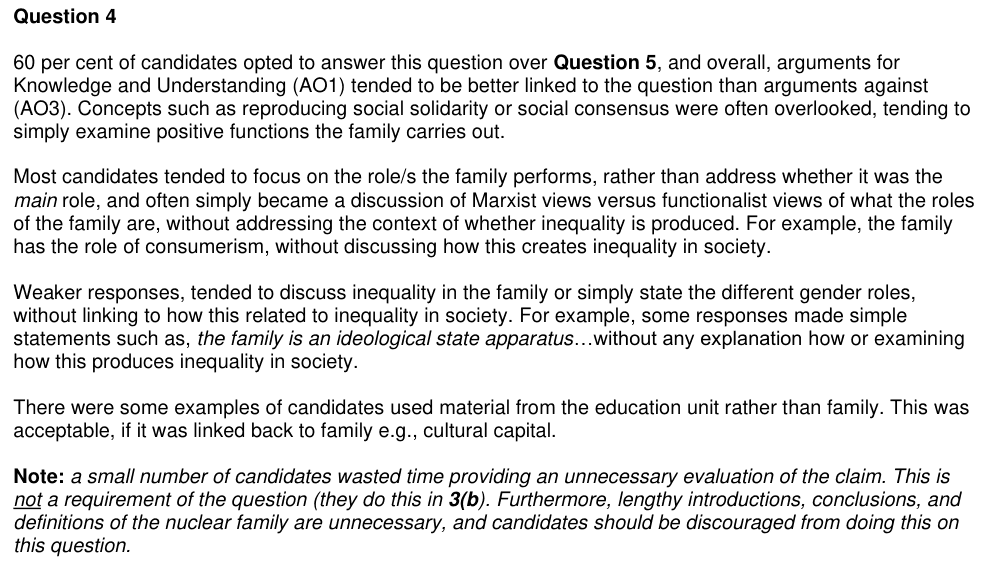 Question 4
60 per cent of candidates opted to answer this question over Question 5, and overall, arguments for
Knowledge and Understanding (AO1) tended to be better linked to the question than arguments against
(AO3). Concepts such as reproducing social solidarity or social consensus were often overlooked, tending to
simply examine positive functions the family carries out.
Most candidates tended to focus on the role/s the family performs, rather than address whether it was the
main role, and often simply became a discussion of Marxist views versus functionalist views of what the roles
of the family are, without addressing the context of whether inequality is produced. For example, the family
has the role of consumerism, without discussing how this creates inequality in society.
Weaker responses, tended to discuss inequality in the family or simply state the different gender roles,
without linking to how this related to inequality in society. For example, some responses made simple
statements such as, the family is an ideological state apparatus…without any explanation how or examining
how this produces inequality in society.
There were some examples of candidates used material from the education unit rather than family. This was
acceptable, if it was linked back to family e.g., cultural capital.
Note: a small number of candidates wasted time providing an unnecessary evaluation of the claim. This is
not a requirement of the question (they do this in 3(b). Furthermore, lengthy introductions, conclusions, and
definitions of the nuclear family are unnecessary, and candidates should be discouraged from doing this on
this question.